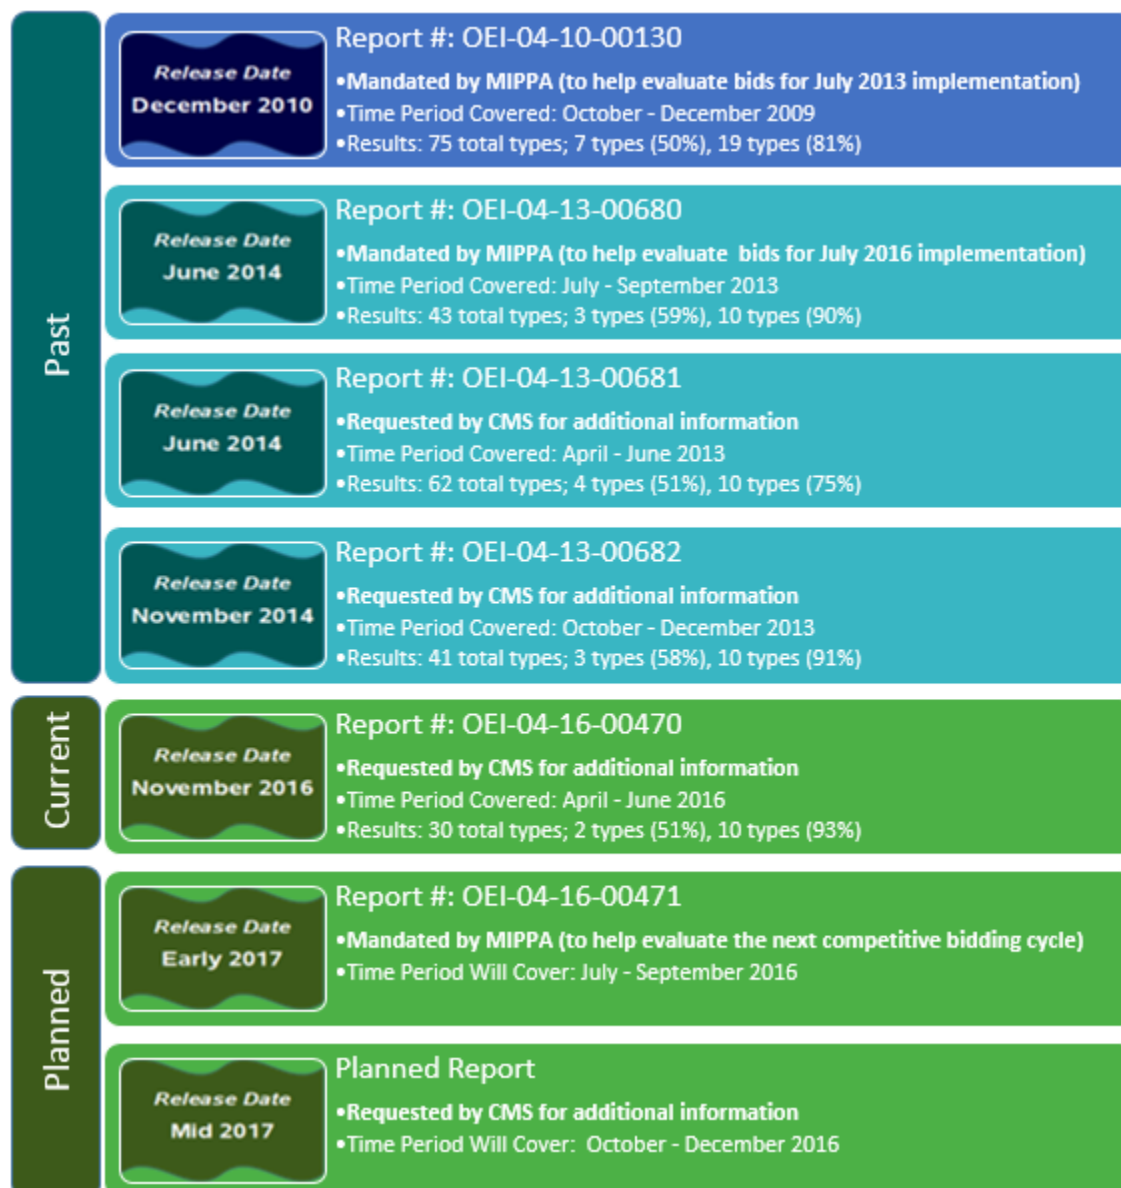 Past
Release Date
December 2010
Report #: OEI-04-10-00130
•Mandated by MIPPA (to help evaluate bids for July 2013 implementation)
•Time Period Covered: October - December 2009
•Results: 75 total types; 7 types (50%), 19 types (81%)
Release Date
June 2014
Report #: OEI-04-13-00680
•Mandated by MIPPA (to help evaluate  bids for July 2016 implementation)
•Time Period Covered: July - September 2013
•Results: 43 total types; 3 types (59%), 10 types (90%)
Release Date
June 2014
Report #: OEI-04-13-00681
•Requested by CMS for additional information
•Time Period Covered: April - June 2013
•Results: 62 total types; 4 types (51%), 10 types (75%)
Release Date
November 2014
Report #: OEI-04-13-00682
•Requested by CMS for additional information
•Time Period Covered: October - December 2013
•Results: 41 total types; 3 types (58%), 10 types (91%)
Current
Release Date
November 2016
Report #: OEI-04-16-00470
•Requested by CMS for additional information
•Time Period Covered: April - June 2016
•Results: 30 total types; 2 types (51%), 10 types (93%)
Planned
Release Date
Early 2017
Report #: OEI-04-16-00471
•Mandated by MIPPA (to help evaluate the next competitive bidding cycle)
•Time Period Will Cover: July - September 2016
Release Date
Mid 2017
Planned Report
•Requested by CMS for additional information
•Time Period Will Cover:  October - December 2016